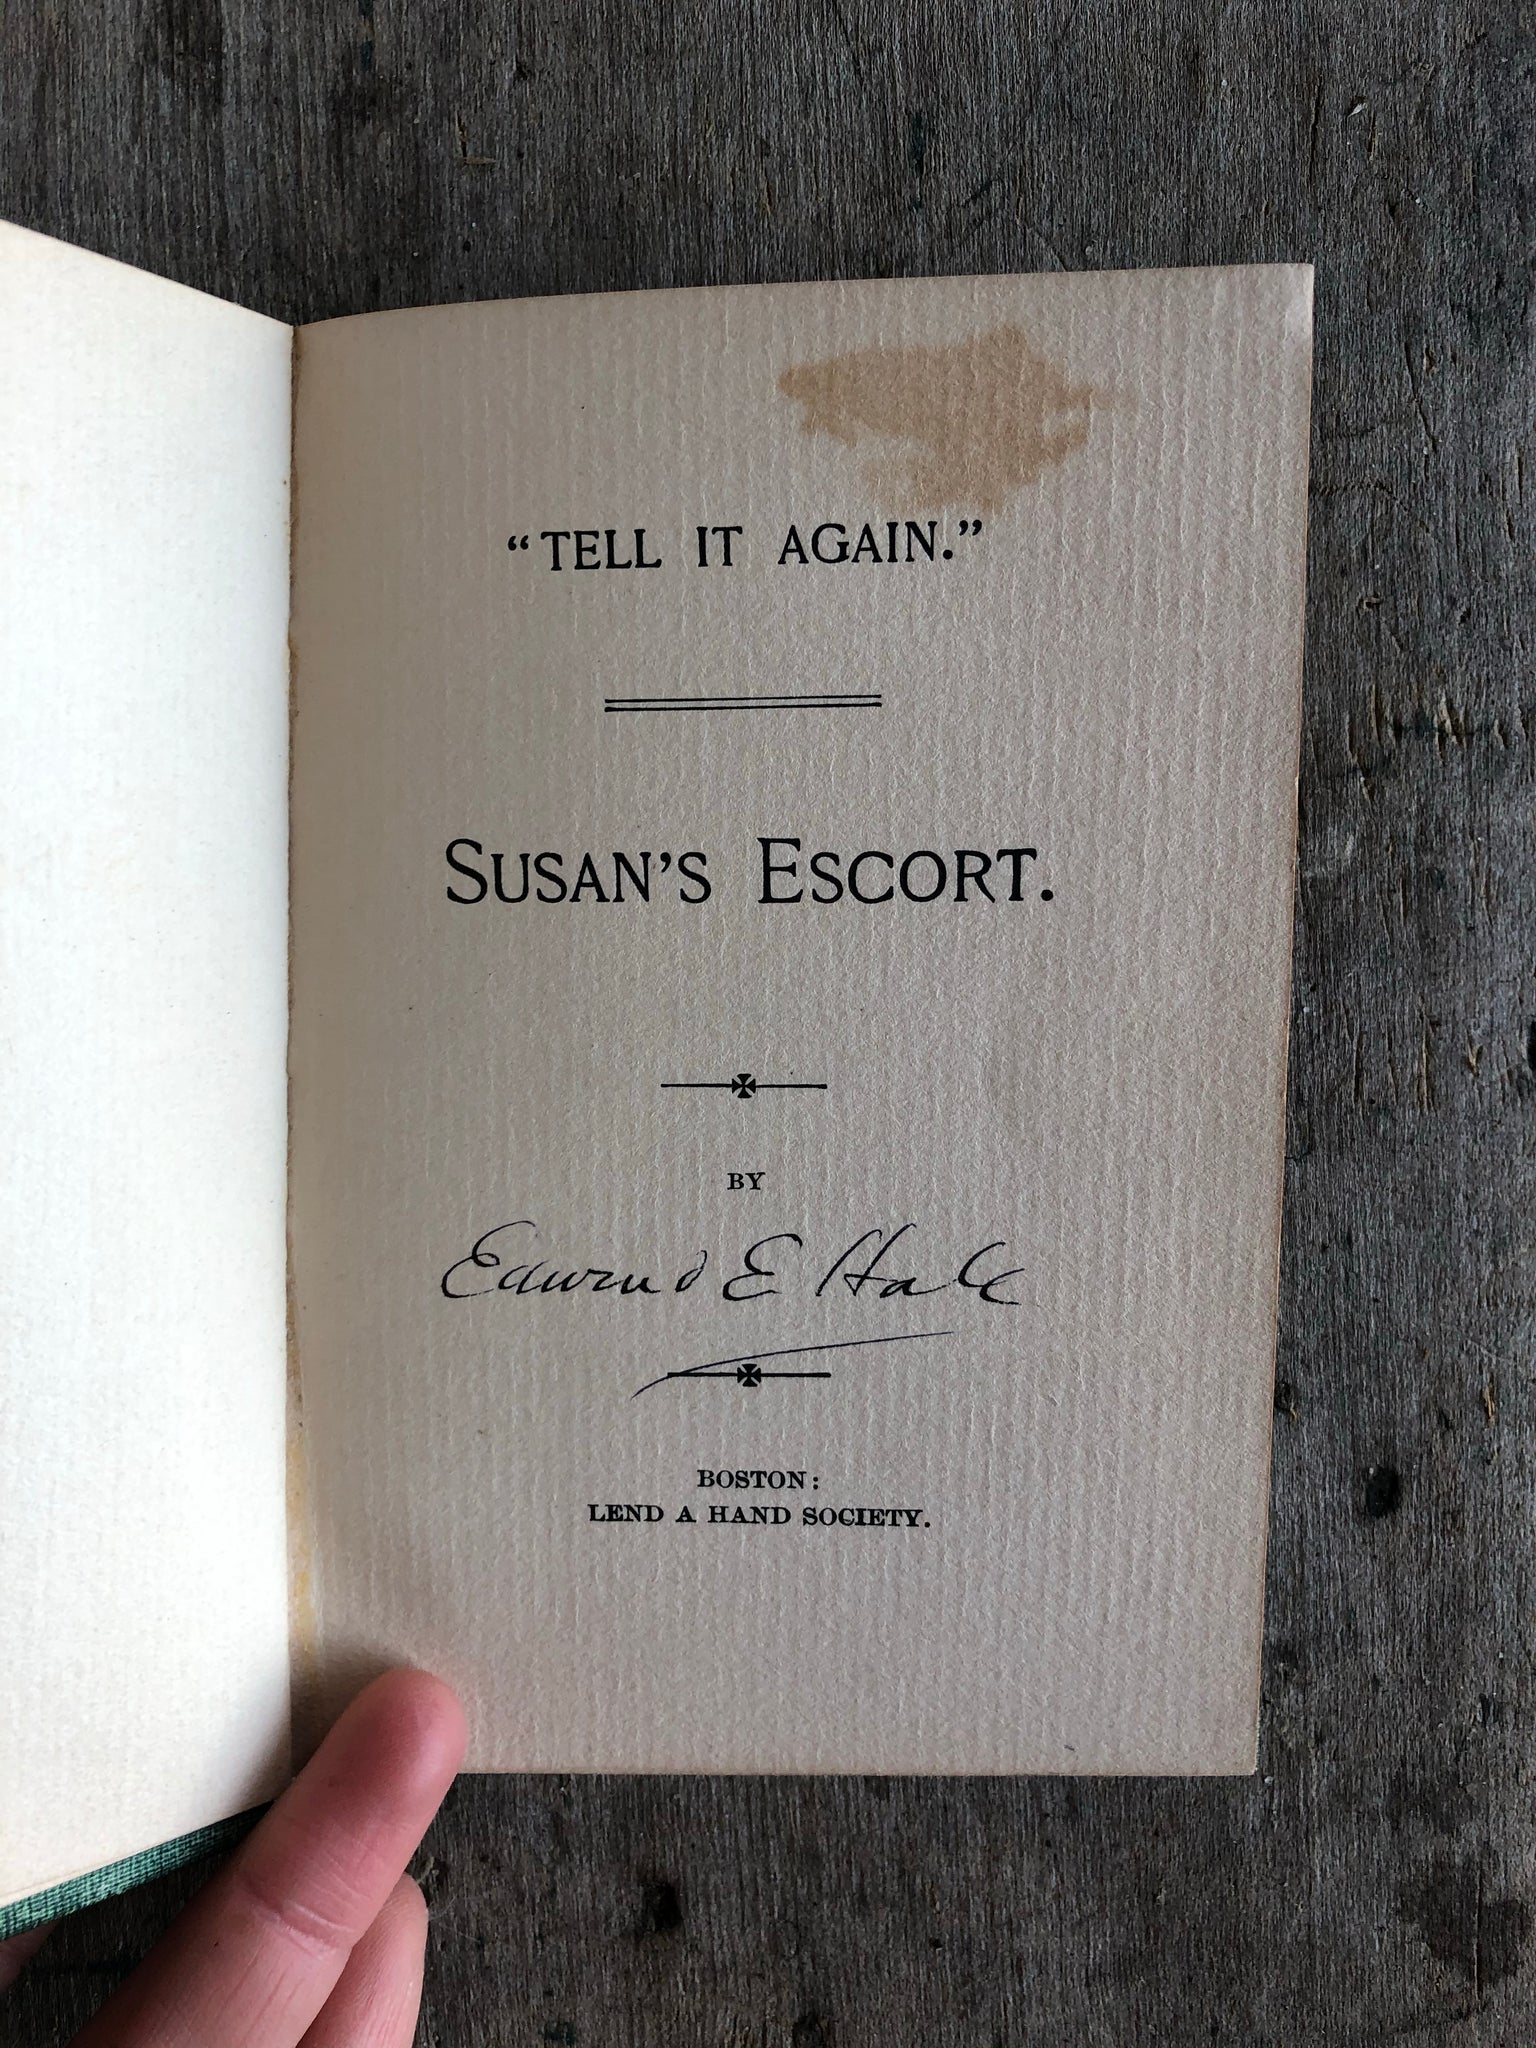 “TELL IT AGAIN.”
SUSAN’S ESCORT.
BY
Edward E Hale
BOSTON:
LEND A HAND SOCIETY.